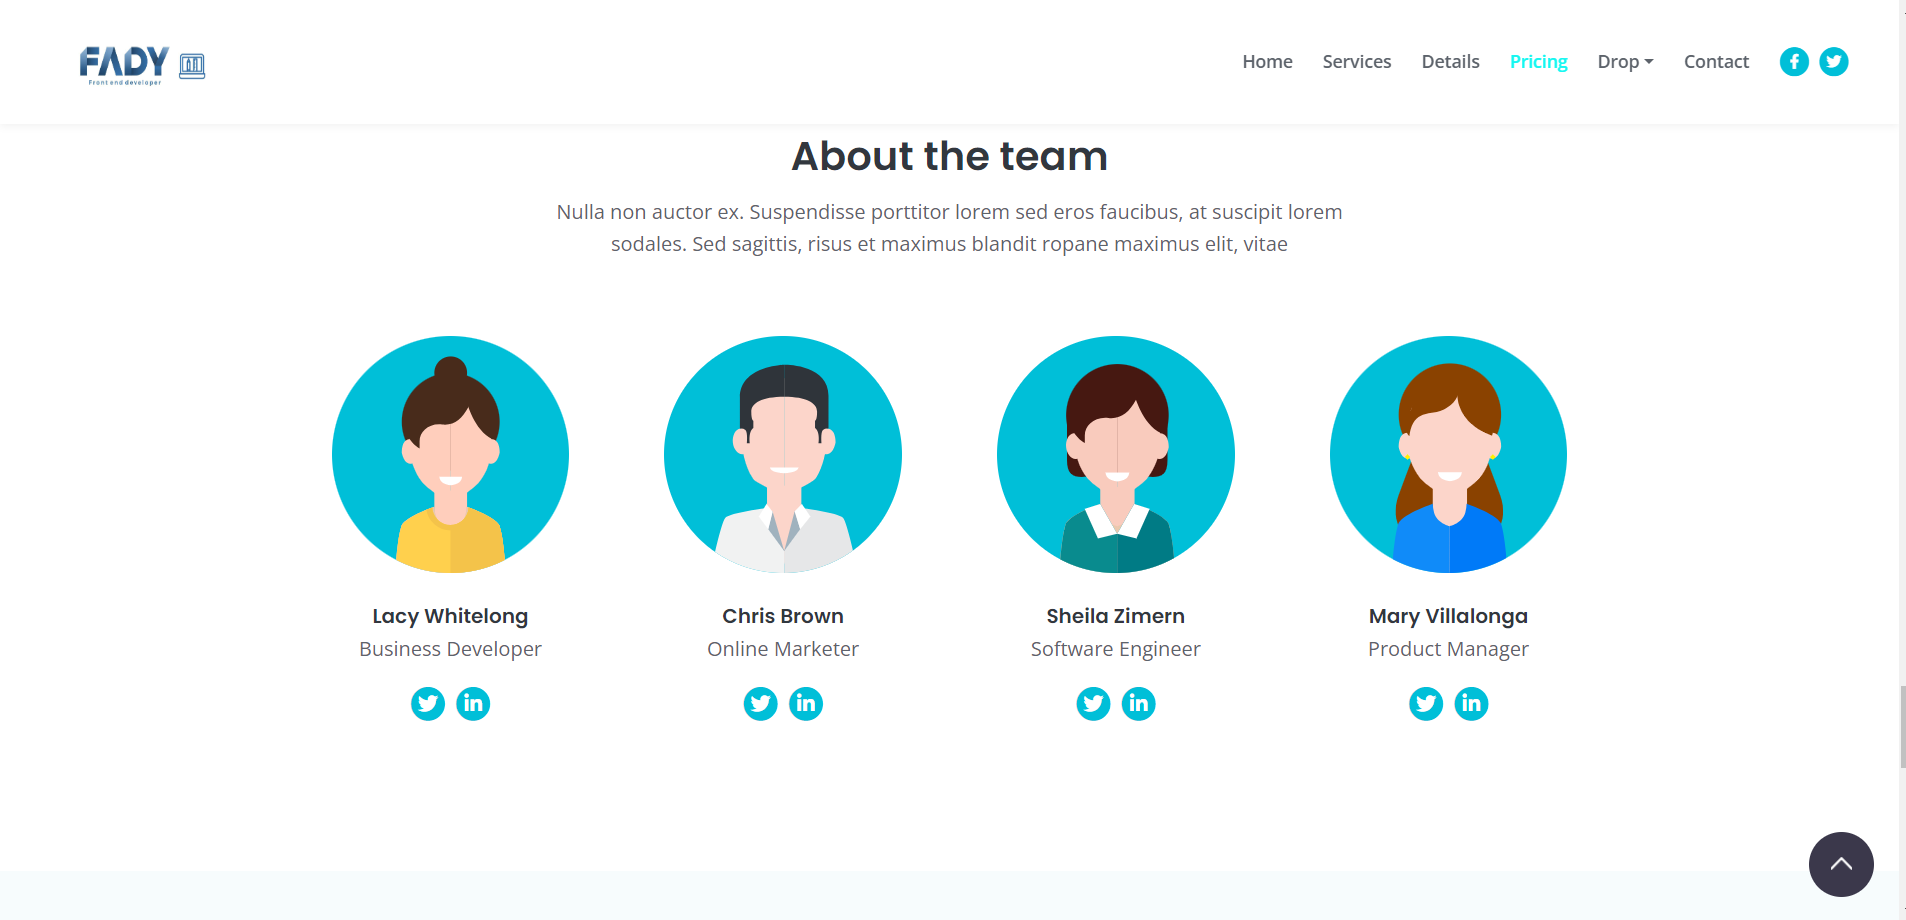 FADY
Front end developer
Home Services Details Pricing Drop Contact
About the team
Nulla non auctor ex. Suspendisse porttitor lorem sed eros faucibus, at suscipit lorem
sodales. Sed sagittis, risus et maximus blandit ropane maximus elit, vitae
Lacy Whitelong
Business Developer
Chris Brown
Online Marketer
Sheila Zimern
Software Engineer
Mary Villalonga
Product Manager